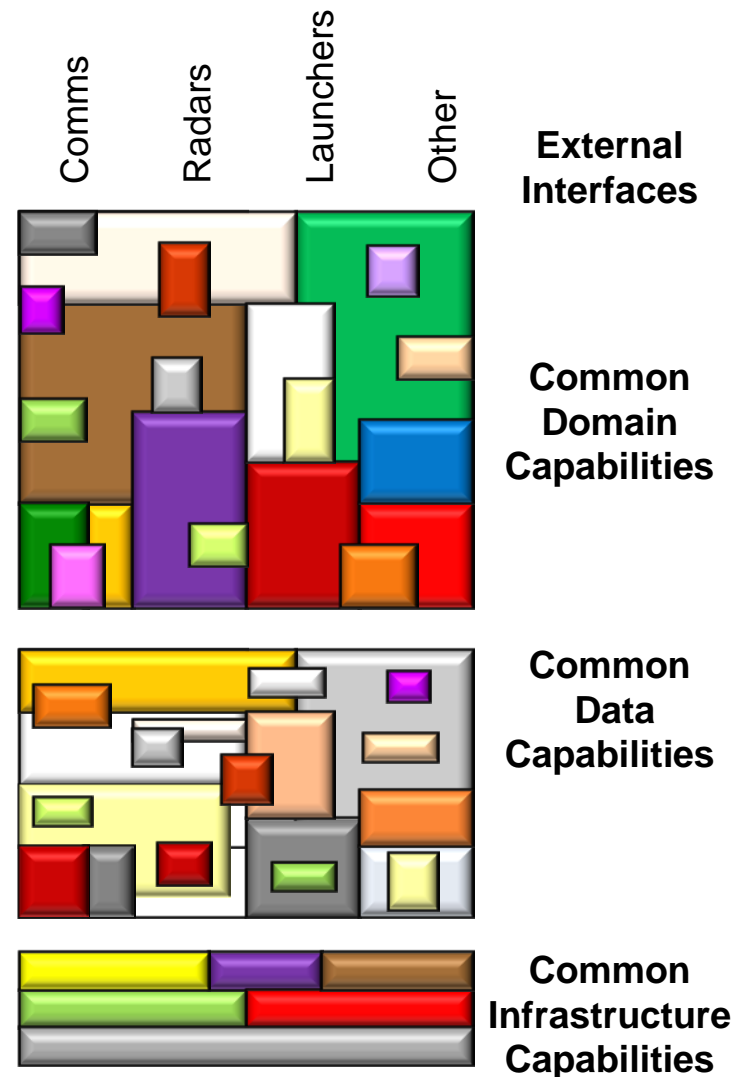 Comms
Radars
Launchers
Other
External
Interfaces
Common
Domain
Capabilities
Common
Data
Capabilities
Common
Infrastructure
Capabilities